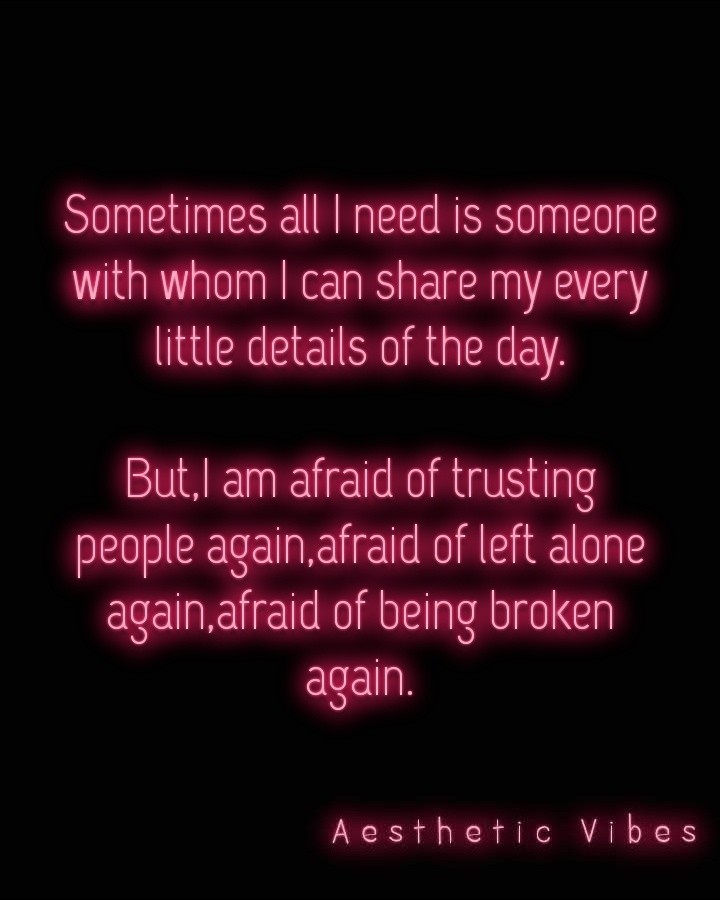 Sometimes all I need is someone
with whom I can share my every
little details of the day.
But,I am afraid of trusting
people again,afraid of left alone
again,afraid of being broken
again.
Aesthetic Vibes